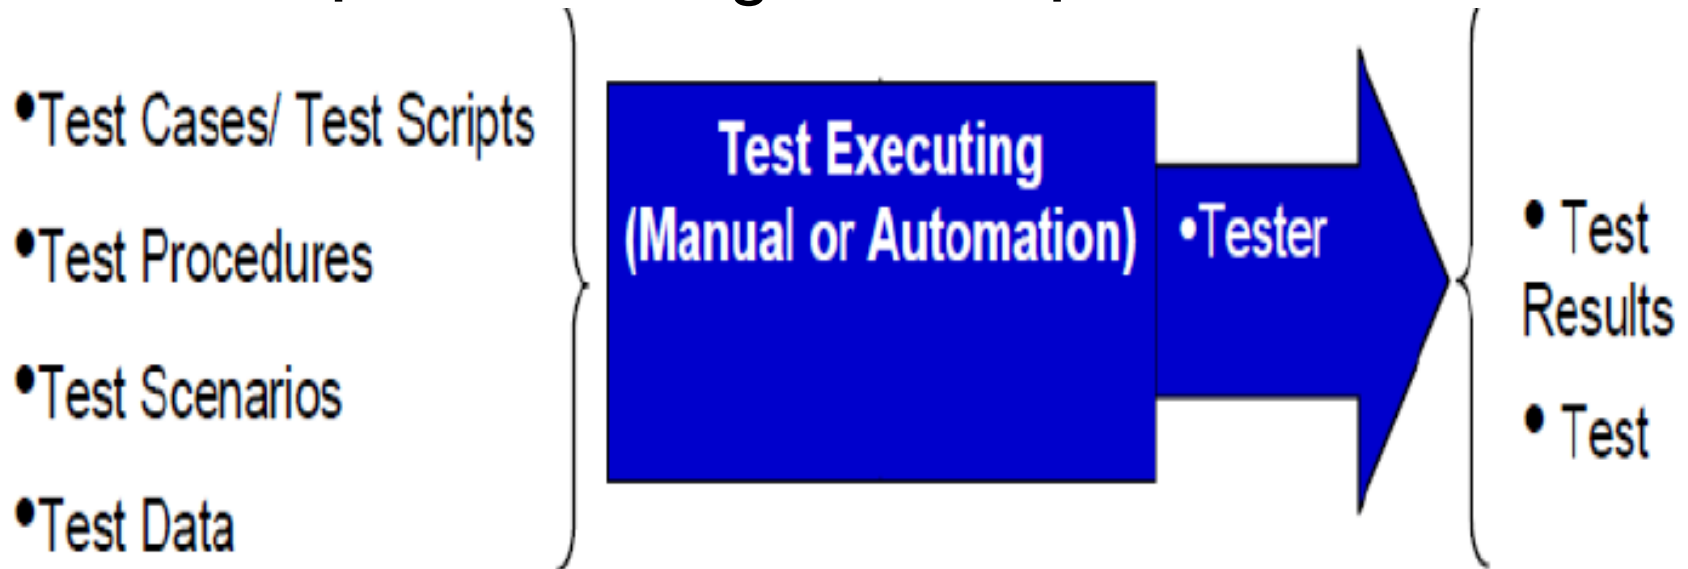 •Test Cases/ Test Scripts
•Test Procedures
•Test Scenarios
•Test Data
Test Executing
(Manual or Automation)
•Tester
• Test
Results
• Test